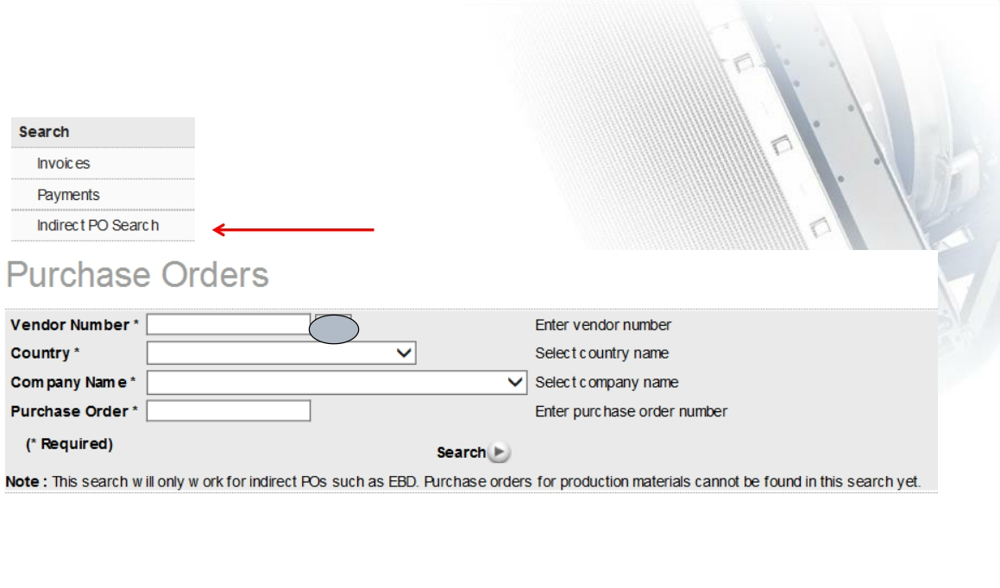 Search
Invoices
Payments
Indirect PO Search
Purchase Orders
Vendor Number * Enter vendor number
Country * Select country name
Company Name * Select company name
Purchase Order * Enter purchase order number
(* Required)
Search
Note : This search will only work for indirect POs such as EBD. Purchase orders for production materials cannot be found in this search yet.